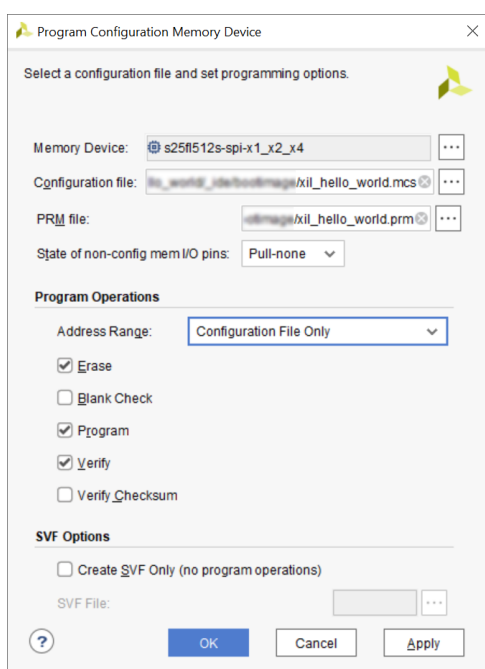 Program Configuration Memory Device
Select a configuration file and set programming options.
Memory Device: s25fl512s-spi-x1_x2_x4 ...
Configuration file: /xil_hello_world.mcs ...
PRM file: /xil_hello_world.prm ...
State of non-config mem I/O pins: Pull-none
Program Operations
Address Range: Configuration File Only
Erase
Blank Check
Program
Verify
Verify Checksum
SVF Options
Create SVF Only (no program operations)
SVF File: ...
? OK Cancel Apply